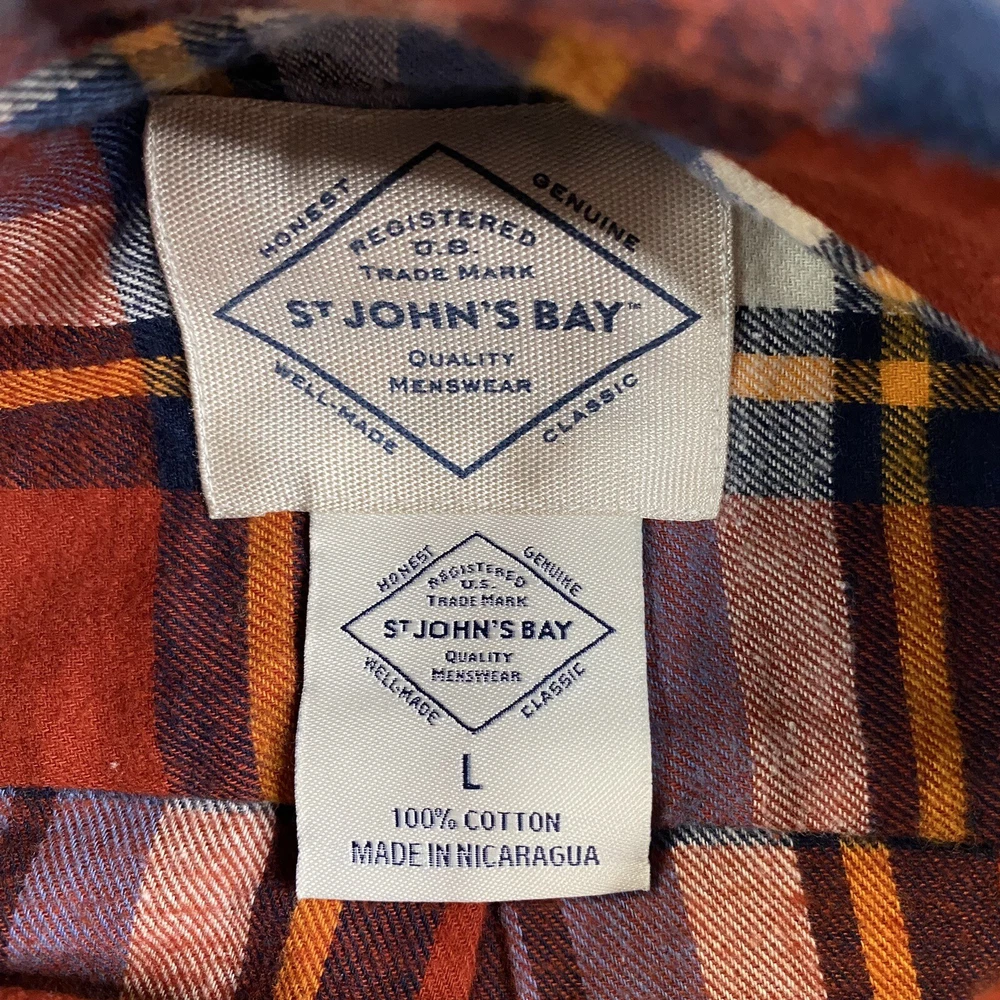 HONEST
GENUINE
REGISTERED
U.S.
TRADE MARK
ST JOHN'S BAY™
QUALITY
MENSWEAR
WELL-MADE
CLASSIC
HONEST
GENUINE
REGISTERED
U.S.
TRADE MARK
ST JOHN'S BAY
QUALITY
MENSWEAR
WELL-MADE
CLASSIC
L
100% COTTON
MADE IN NICARAGUA